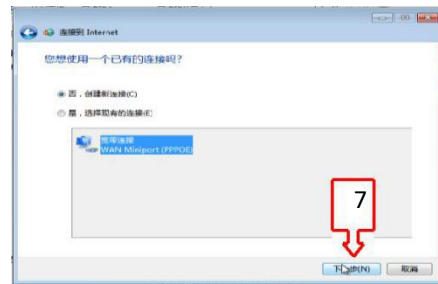 连接到 Internet
您想使用一个已有的连接吗?
否，创建新连接(C)
是，选择现有的连接(E)
宽带连接
WAN Miniport (PPPOE)
7
下一步(N)
取消